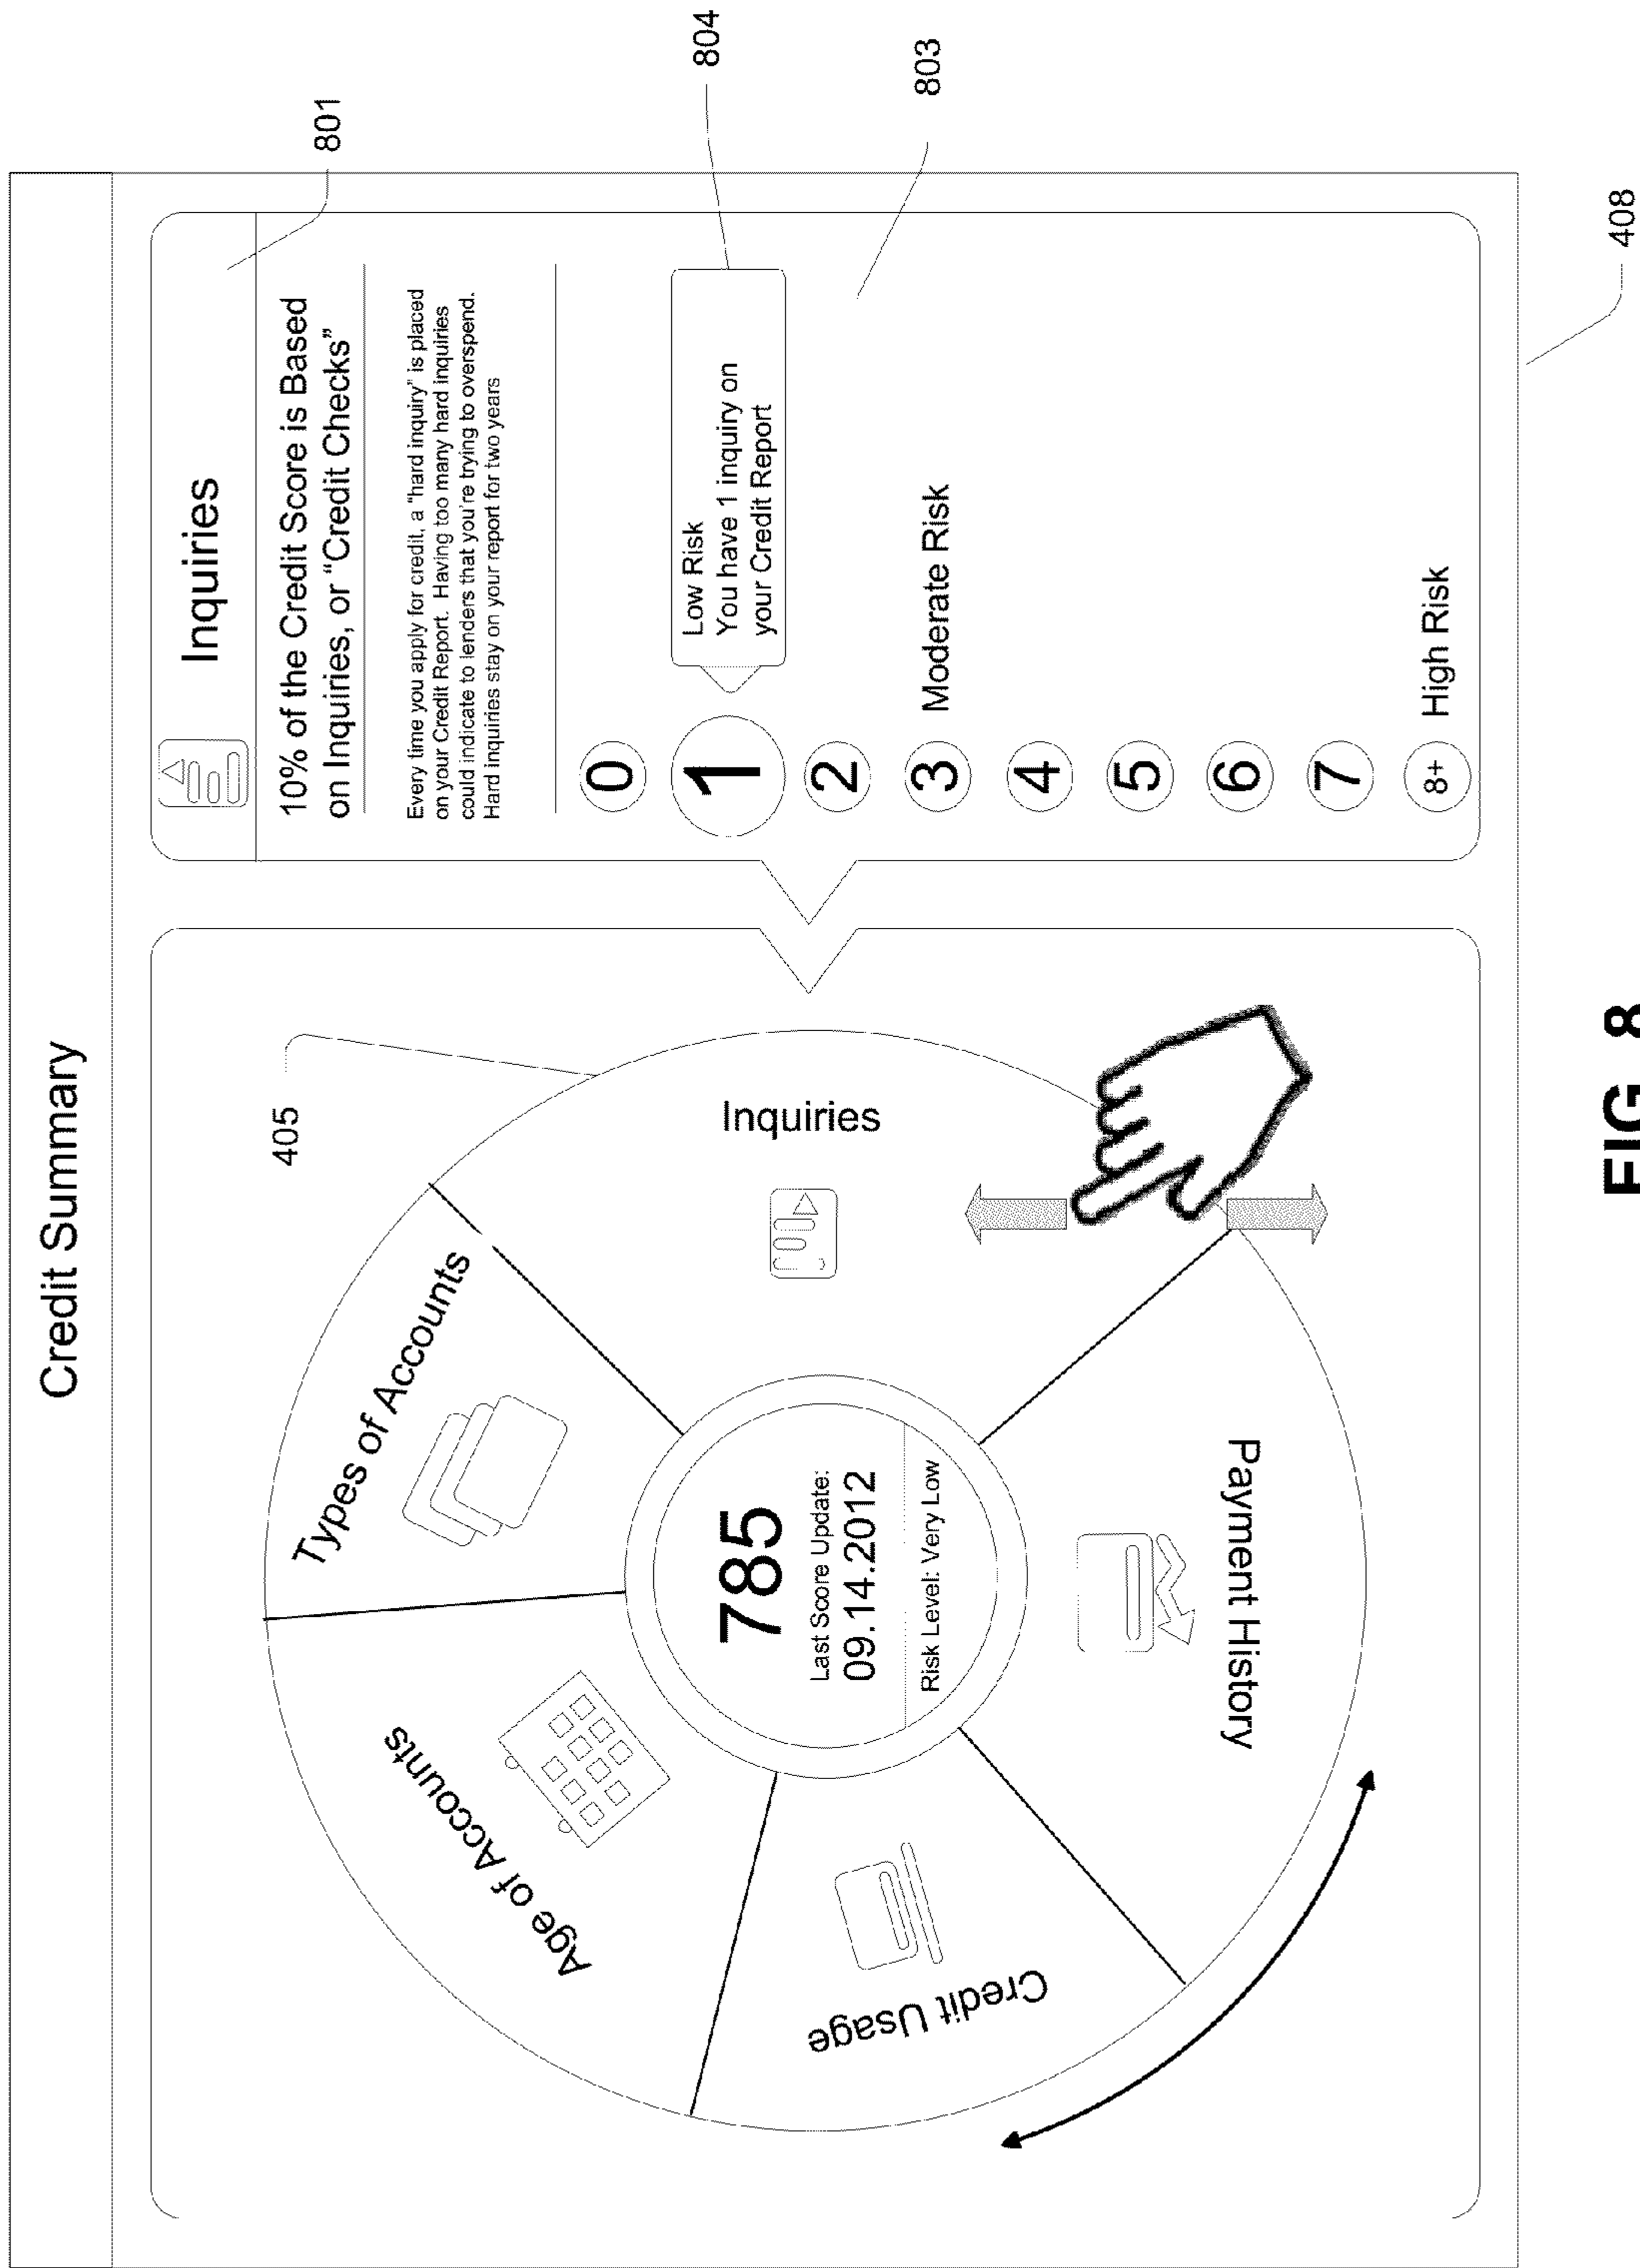 Credit Summary
405
Types of Accounts
Inquiries
Age of Accounts
785
Last Score Update:
09.14.2012
Risk Level: Very Low
Credit Usage
Payment History
Inquiries
801
10% of the Credit Score is Based
on Inquiries, or “Credit Checks”
Every time you apply for credit, a “hard inquiry” is placed
on your Credit Report. Having too many hard inquiries
could indicate to lenders that you're trying to overspend.
Hard inquiries stay on your report for two years
0
1
Low Risk
You have 1 inquiry on
your Credit Report
804
2
803
3 Moderate Risk
4
5
6
7
8+ High Risk
408
FIG. 8